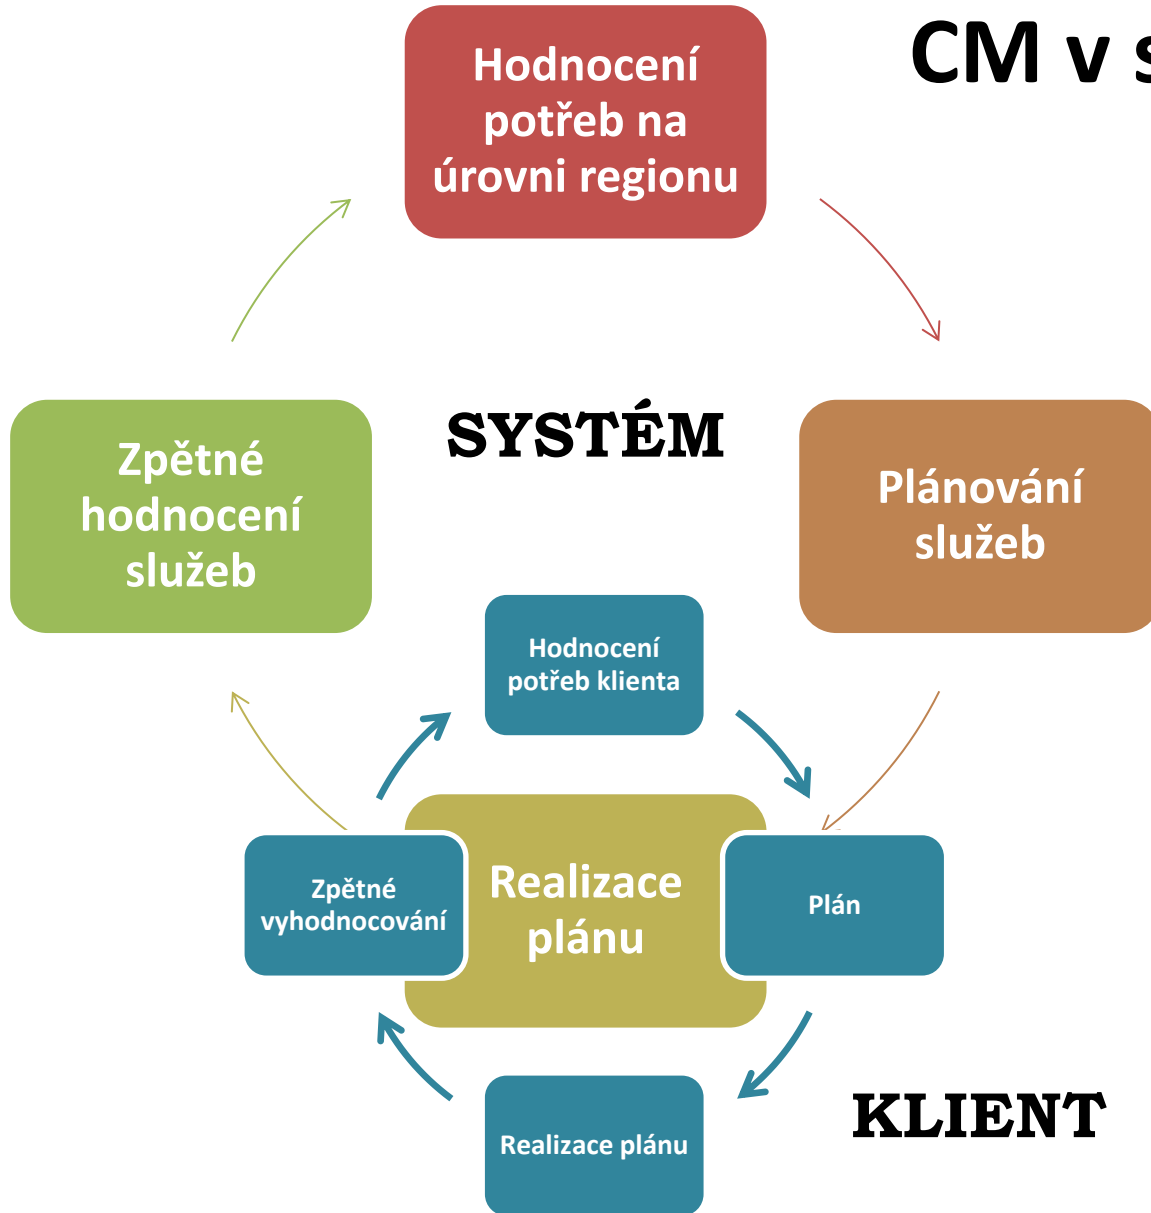 CM v s
Hodnocení
potřeb na
úrovni regionu
SYSTÉM
Zpětné
hodnocení
služeb
Plánování
služeb
Hodnocení
potřeb klienta
Zpětné
vyhodnocování
Realizace
plánu
Plán
Realizace plánu
KLIENT